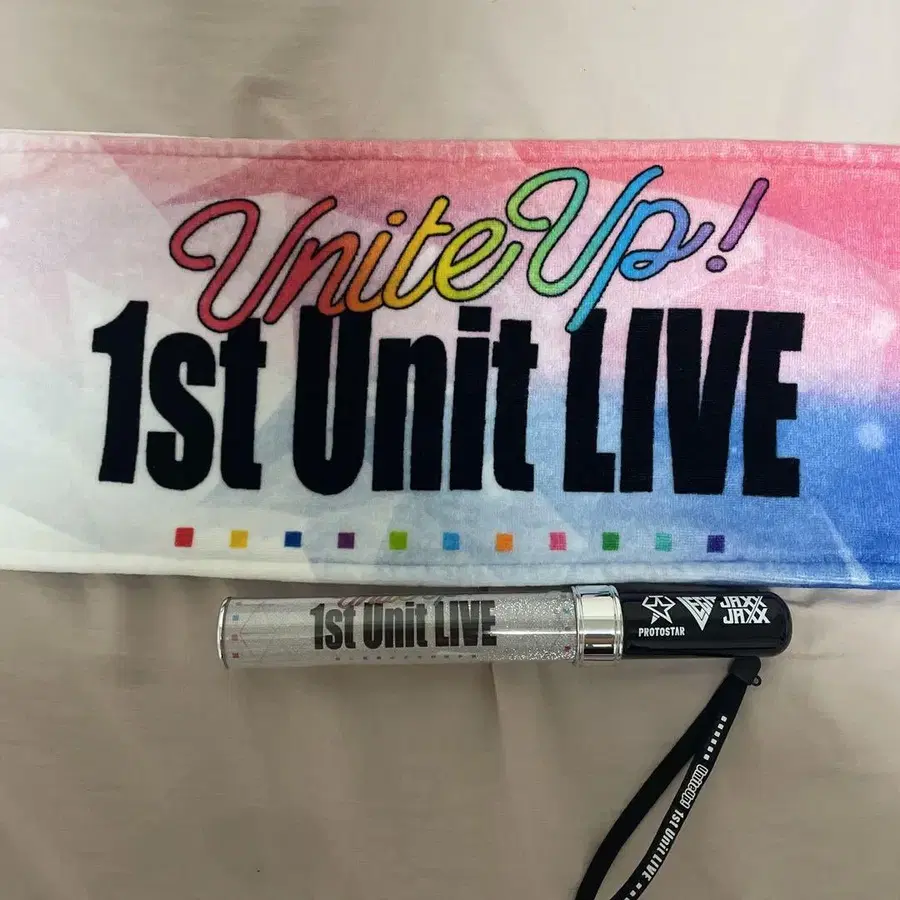 UniteUp!
1st Unit LIVE
1st Unit LIVE
PROTOSTAR
JAXX
JAXX
UniteUp! 1st Unit LIVE